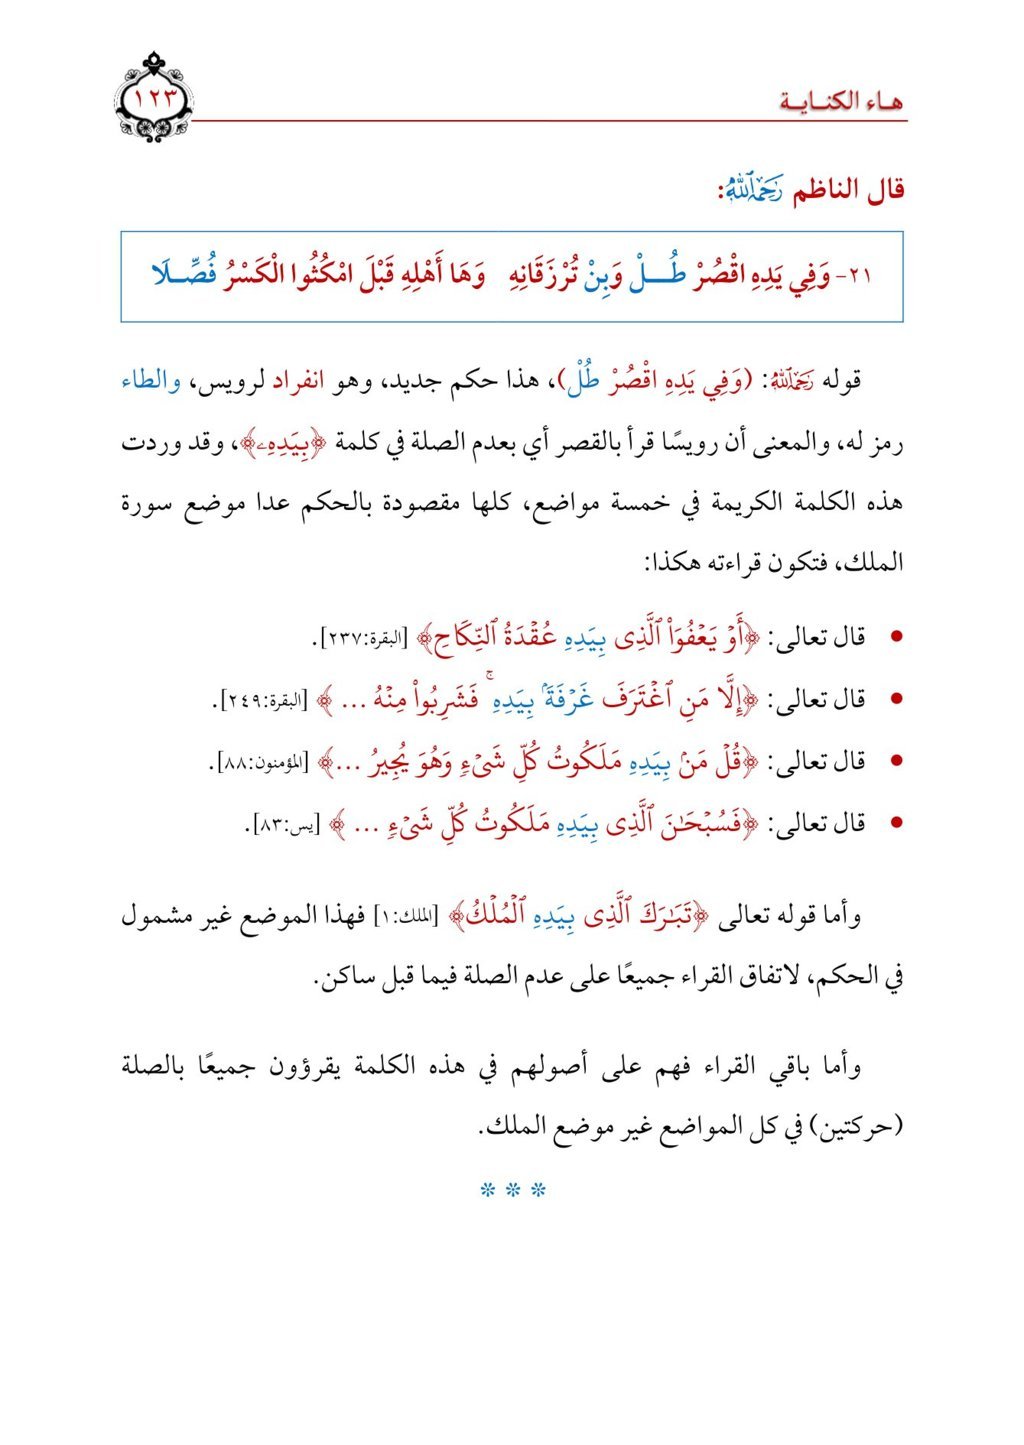 هاء الكناية
١٢٣
قال الناظم رَحِمَهُ ٱللَّهُ:
٢١- وَفِي يَدِهِ اقْصُرْ طُـــلْ وَبِنْ تُرْزَقَانِهِ وَهَا أَهْلِهِ قَبْلَ امْكُثُوا الْكَسْرُ فُصِّـلَا
قوله رَحِمَهُ ٱللَّهُ: (وَفِي يَدِهِ اقْصُرْ طُلْ)، هذا حكم جديد، وهو انفراد لرويس، والطاء
رمز له، والمعنى أن رويسًا قرأ بالقصر أي بعدم الصلة في كلمة ﴿بِيَدِهِۦ﴾، وقد وردت
هذه الكلمة الكريمة في خمسة مواضع، كلها مقصودة بالحكم عدا موضع سورة
الملك، فتكون قراءته هكذا:
• قال تعالى: ﴿أَوۡ يَعۡفُوَاْ ٱلَّذِى بِيَدِهِ عُقۡدَةُ ٱلنِّكَاحِ﴾ [البقرة:٢٣٧].
• قال تعالى: ﴿إِلَّا مَنِ ٱغۡتَرَفَ غَرۡفَةَۢ بِيَدِهِۚ فَشَرِبُواْ مِنۡهُ ...﴾ [البقرة:٢٤٩].
• قال تعالى: ﴿قُلۡ مَنۢ بِيَدِهِ مَلَكُوتُ كُلِّ شَىۡءٖ وَهُوَ يُجِيرُ ...﴾ [المؤمنون:٨٨].
• قال تعالى: ﴿فَسُبۡحَٰنَ ٱلَّذِى بِيَدِهِ مَلَكُوتُ كُلِّ شَىۡءٖ ...﴾ [يس:٨٣].
وأما قوله تعالى ﴿تَبَٰرَكَ ٱلَّذِى بِيَدِهِ ٱلۡمُلۡكُ﴾ [الملك:١] فهذا الموضع غير مشمول
في الحكم، لاتفاق القراء جميعًا على عدم الصلة فيما قبل ساكن.
وأما باقي القراء فهم على أصولهم في هذه الكلمة يقرؤون جميعًا بالصلة
(حركتين) في كل المواضع غير موضع الملك.
* * *